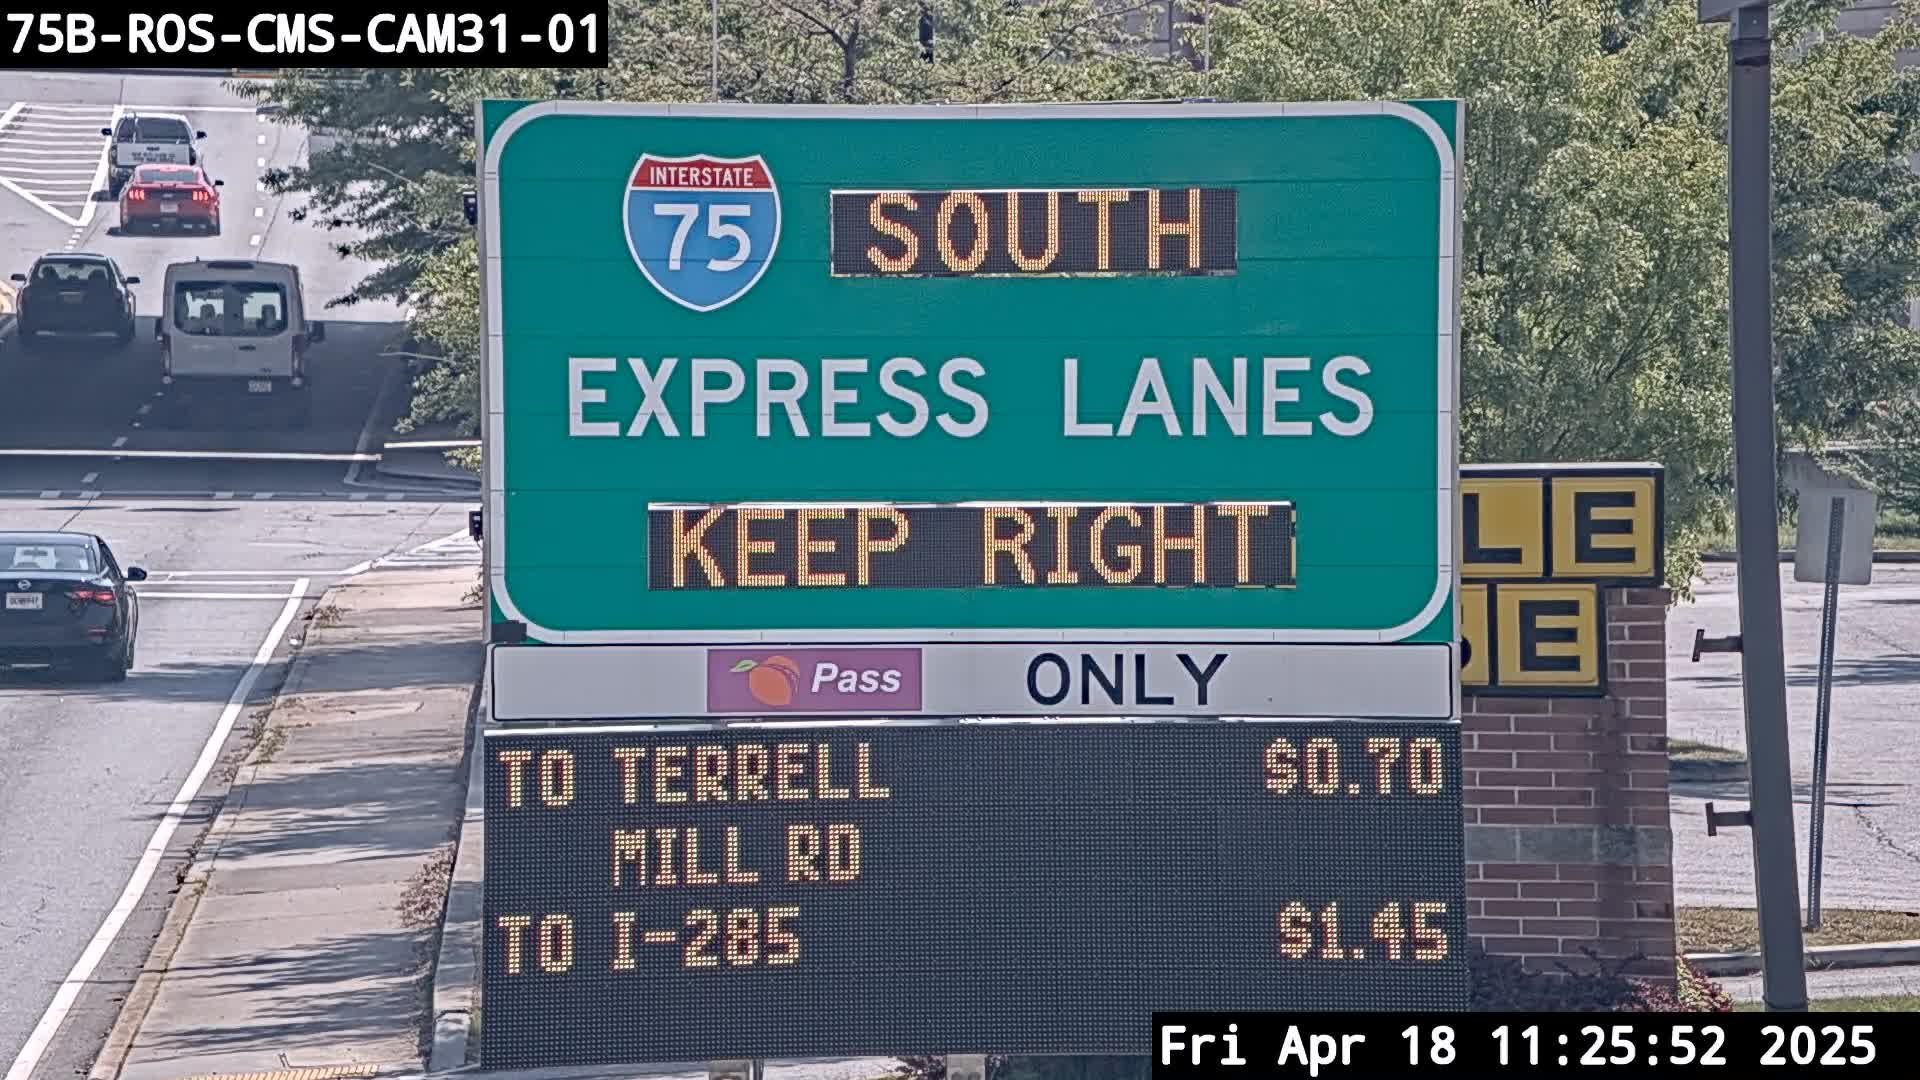 75B-ROS-CMS-CAM31-01
INTERSTATE
75
SOUTH
EXPRESS LANES
KEEP RIGHT
Pass ONLY
TO TERRELL $0.70
MILL RD
TO I-285 $1.45
LE
E
Fri Apr 18 11:25:52 2025